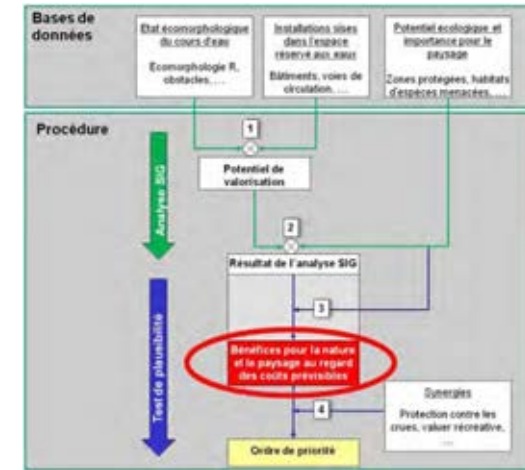 Bases de
données
Etat écomorphologique
du cours d'eau
Ecomorphologie R,
obstacles, ...
Installations sises
dans l'espace
réservé aux eaux
Bâtiments, voies de
circulation, ...
Potentiel écologique et
importance pour le
paysage
Zones protégées, habitats
d'espèces menacées, ...
Procédure
Analyse SIG
1
Potentiel de
valorisation
2
Résultat de l'analyse SIG
3
Test de plausibilité
Bénéfices pour la nature
et le paysage au regard
des coûts prévisibles
4
Synergies
Protection contre les
crues, valuer récréative,
...
Ordre de priorité